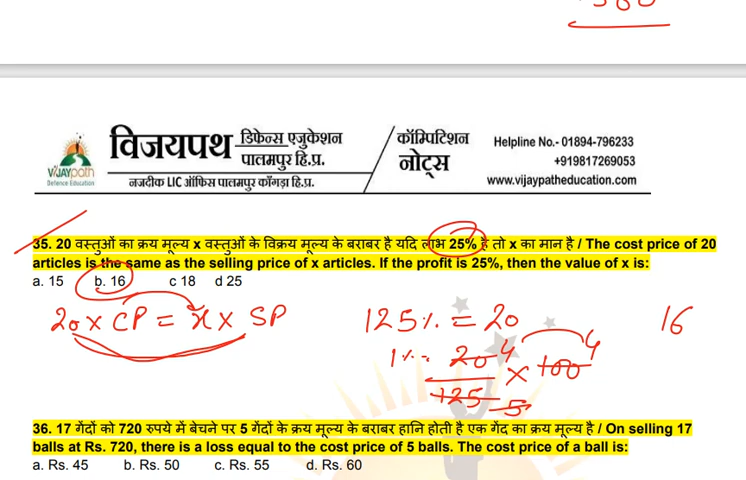 विजयपथ डिफेन्स एजुकेशन
पालमपुर हि.प्र.
नजदीक LIC ऑफिस पालमपुर काँगड़ा हि.प्र.
कॉम्पिटिशन
नोट्स
Helpline No.- 01894-796233
+919817269053
www.vijaypatheducation.com
VIJAYpath
Defence Education
35. 20 वस्तुओं का क्रय मूल्य x वस्तुओं के विक्रय मूल्य के बराबर है यदि लाभ 25% है तो x का मान है / The cost price of 20
articles is the same as the selling price of x articles. If the profit is 25%, then the value of x is:
a. 15 b. 16 c 18 d 25
20 x CP = x x SP
125% = 20
16
1% = 20 4 x 100 4
125 5
36. 17 गेंदों को 720 रुपये में बेचने पर 5 गेंदों के क्रय मूल्य के बराबर हानि होती है एक गेंद का क्रय मूल्य है / On selling 17
balls at Rs. 720, there is a loss equal to the cost price of 5 balls. The cost price of a ball is:
a. Rs. 45 b. Rs. 50 c. Rs. 55 d. Rs. 60